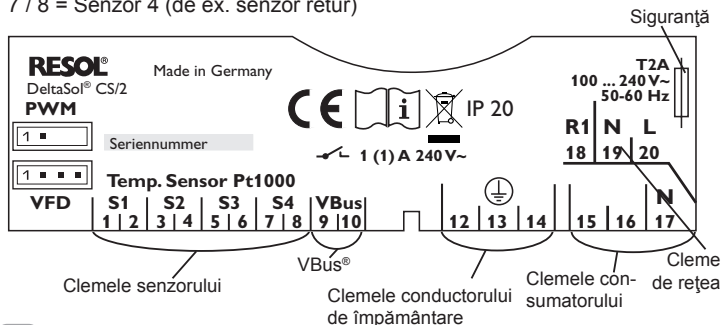 7 / 8 = Senzor 4 (de ex. senzor retur)
Siguranţă
RESOL®
DeltaSol® CS/2
Made in Germany
T2A
100 ... 240 V~
50-60 Hz
PWM
CE i IP 20
1
Seriennummer
1 (1) A 240 V~
R1 N L
18 19 20
1
Temp. Sensor Pt1000
VFD
S1 S2 S3 S4 VBus
N
1 2 3 4 5 6 7 8 9 10 12 13 14 15 16 17
Clemele senzorului
VBus®
Clemele conductorului
de împământare
Clemele con-
sumatorului
Cleme
de reţea